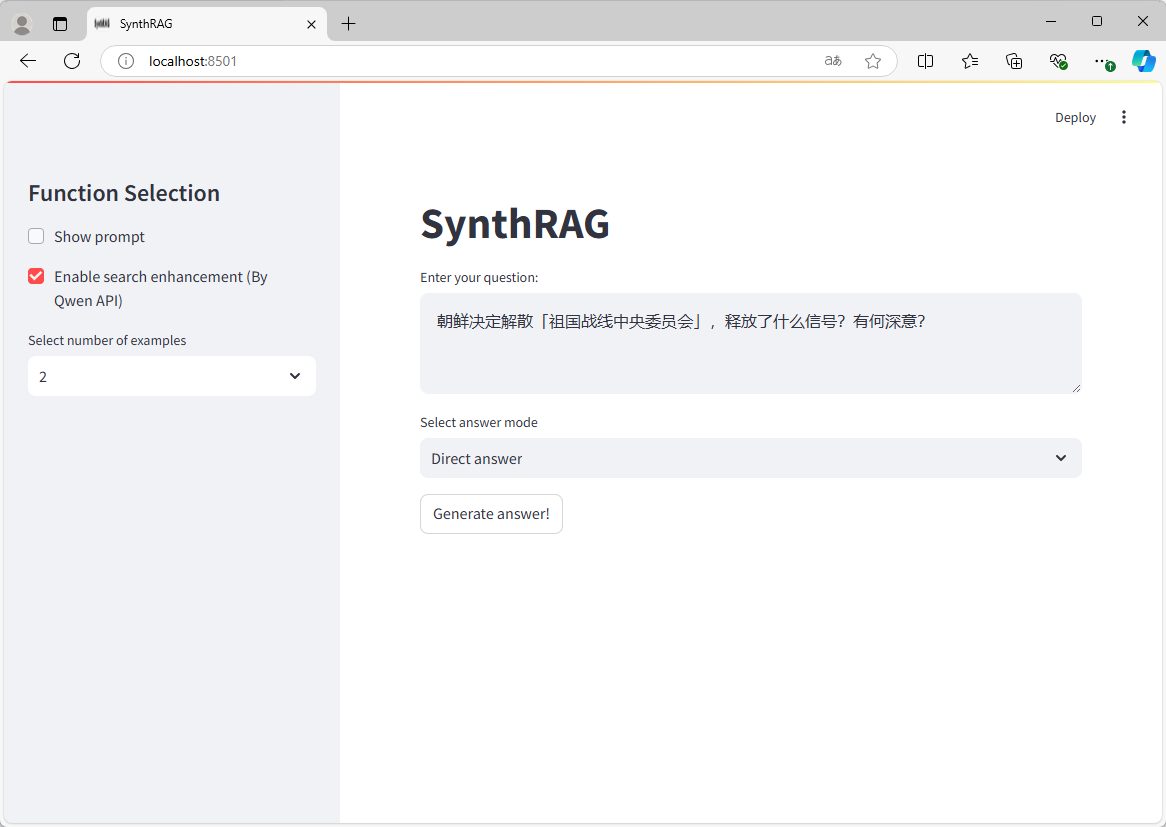 SynthRAG
localhost:8501
aあ
Deploy
Function Selection
Show prompt
Enable search enhancement (By
Qwen API)
Select number of examples
2
SynthRAG
Enter your question:
朝鲜决定解散「祖国战线中央委员会」，释放了什么信号？有何深意？
Select answer mode
Direct answer
Generate answer!